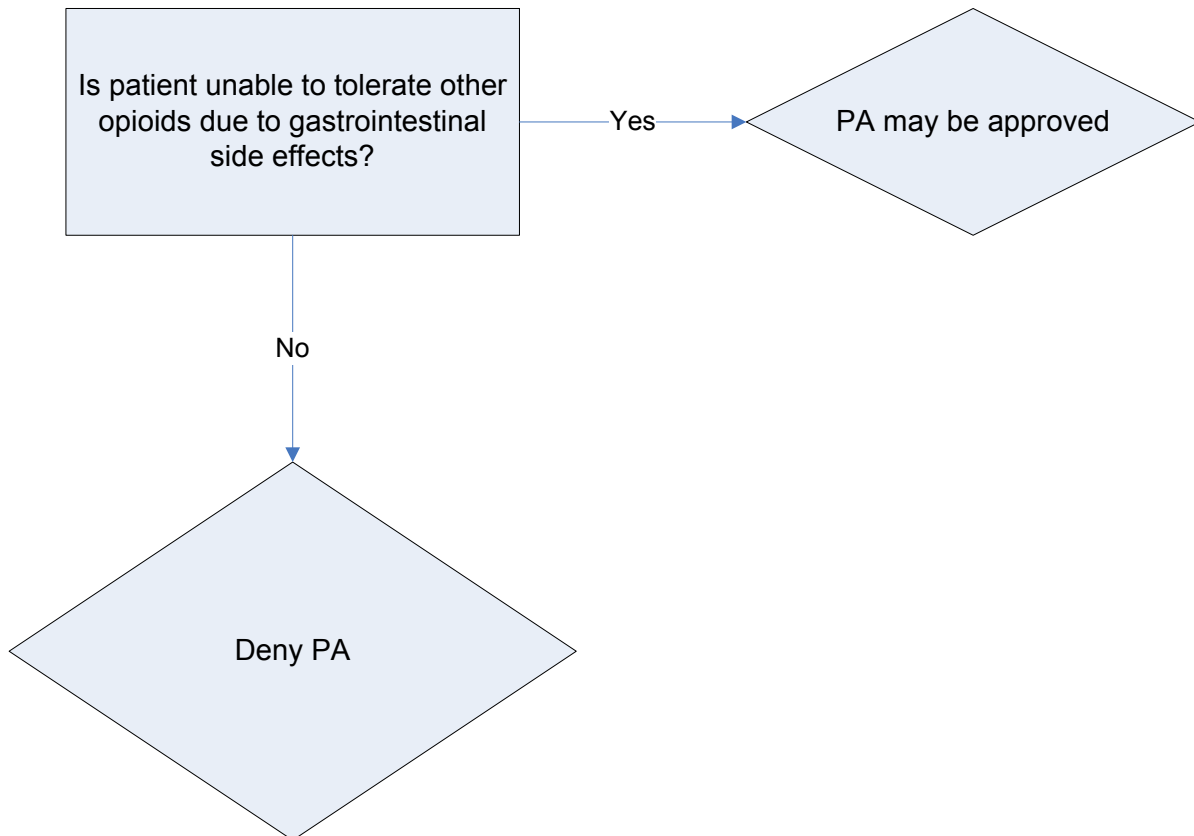 Is patient unable to tolerate other
opioids due to gastrointestinal
side effects?
Yes
PA may be approved
No
Deny PA